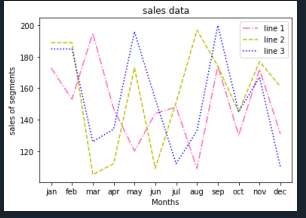 sales data
line 1
line 2
line 3
200
180
160
140
120
sales of segments
jan feb mar apr may jun jul aug sep oct nov dec
Months